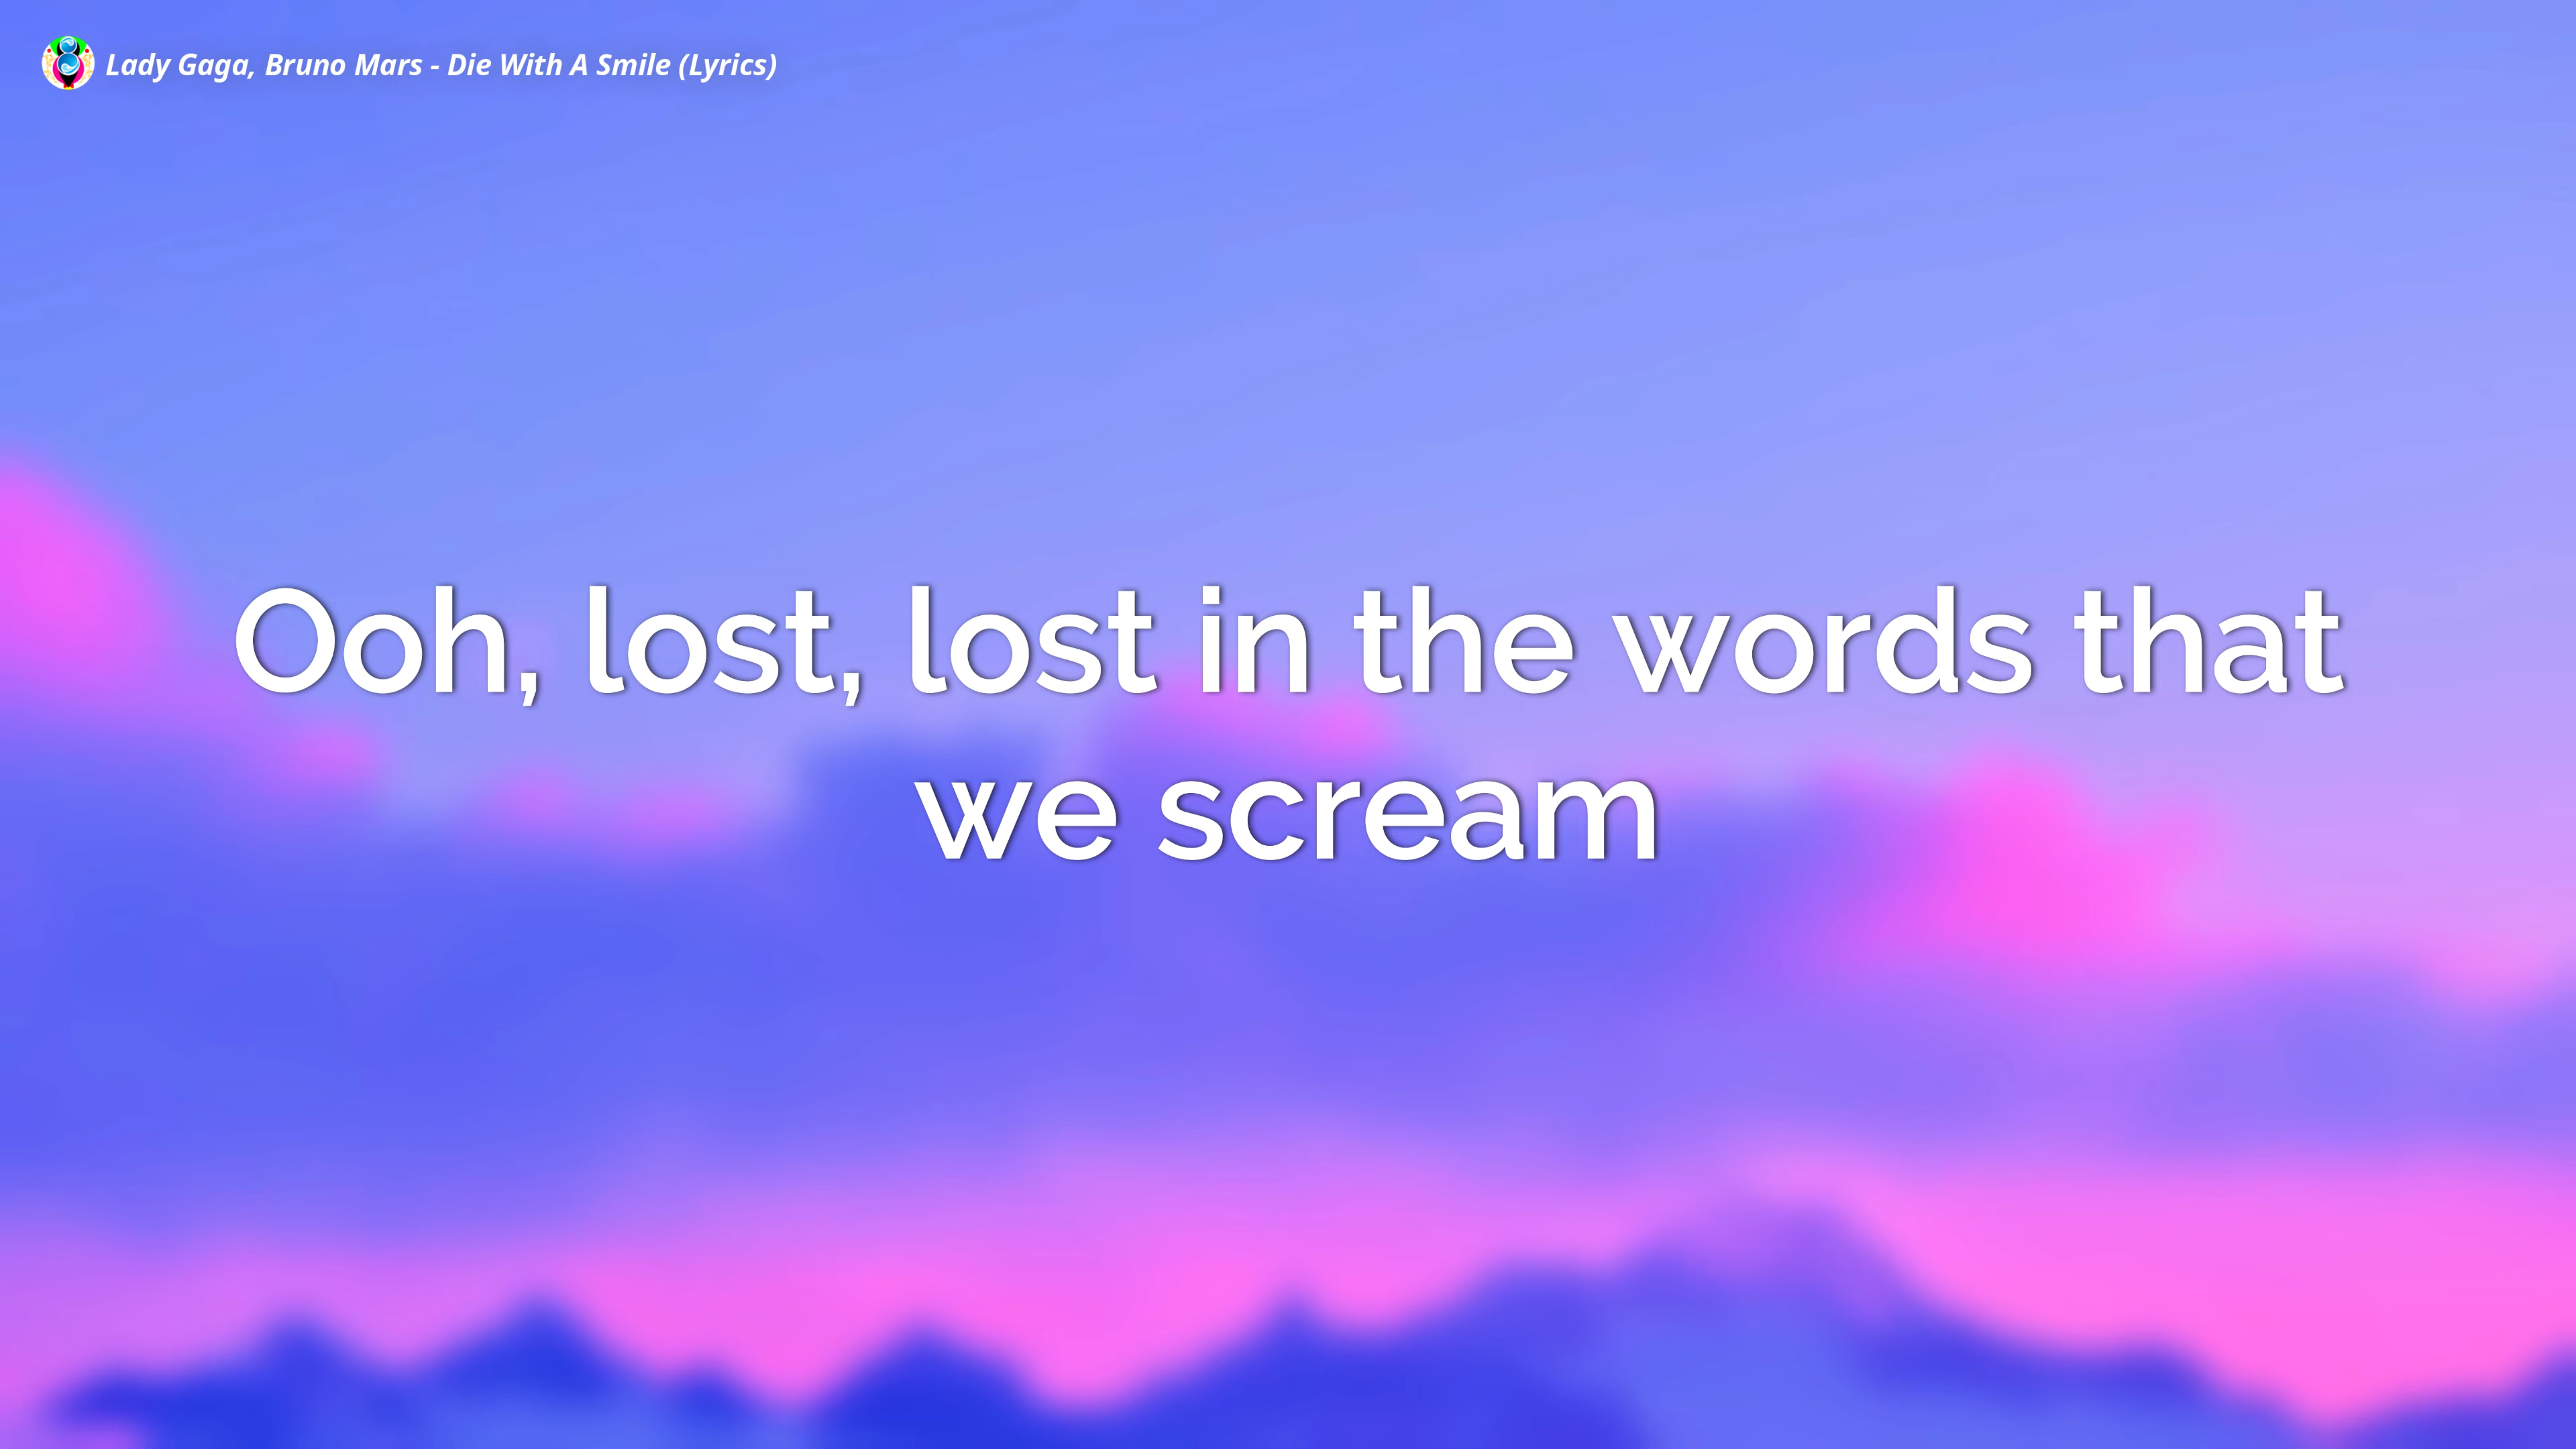 Lady Gaga, Bruno Mars - Die With A Smile (Lyrics)
Ooh, lost, lost in the words that
we scream